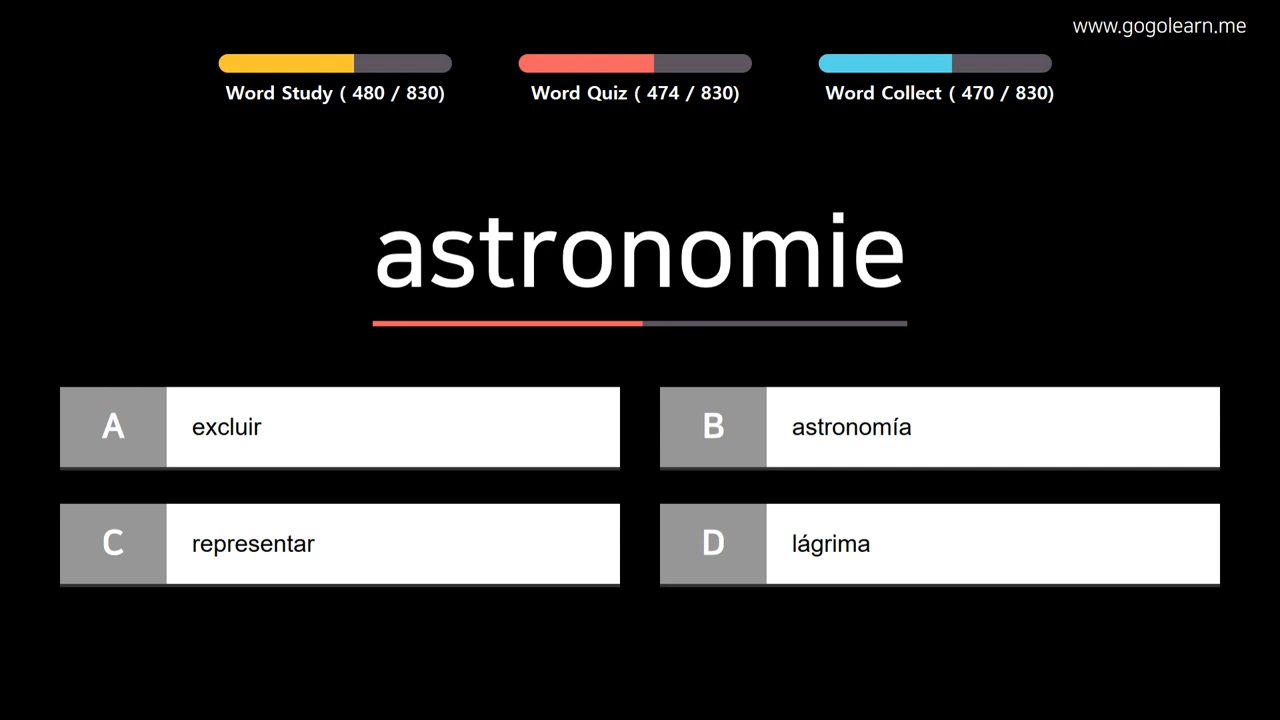 www.gogolearn.me
Word Study ( 480 / 830)
Word Quiz ( 474 / 830)
Word Collect ( 470 / 830)
astronomie
A excluir
B astronomía
C representar
D lágrima